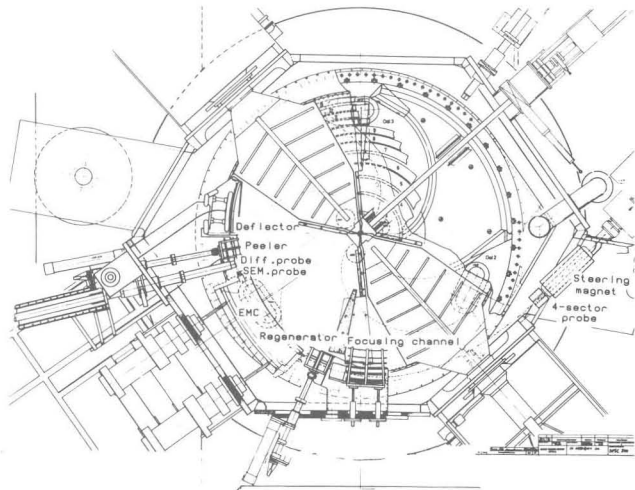 Deflector
Peeler
Diff.probe
SEM.probe
EMC
Regenerator Focusing channel
Steering
magnet
4-sector
probe